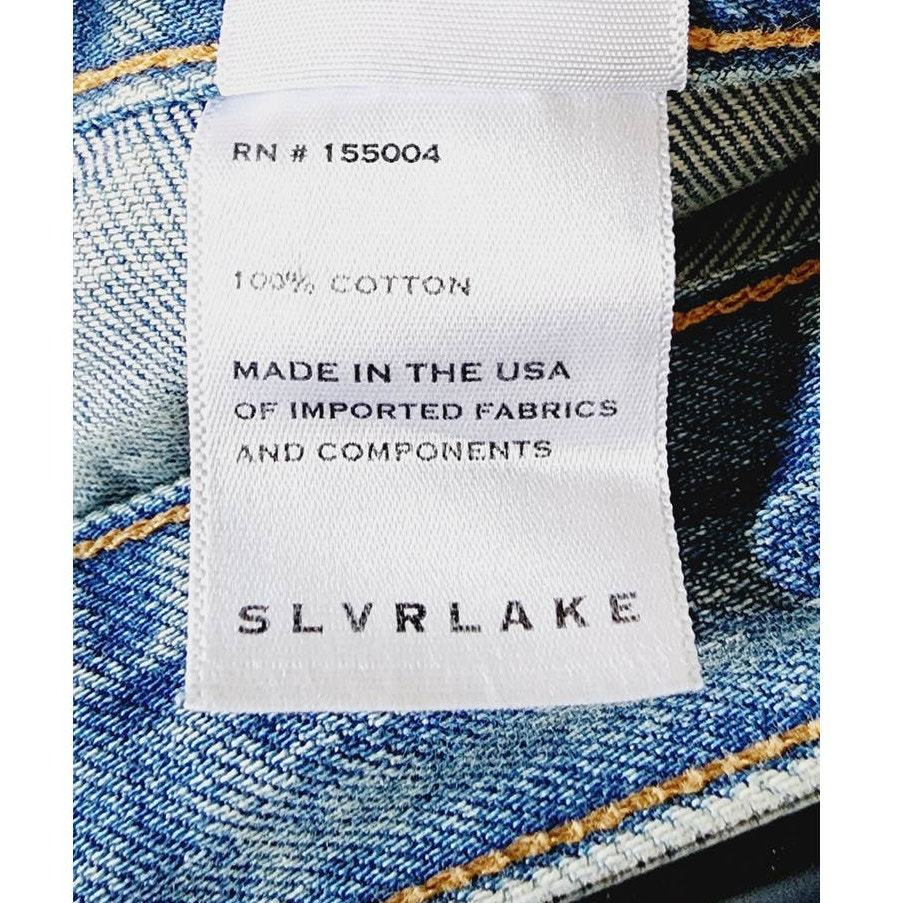 RN # 155004
100% COTTON
MADE IN THE USA
OF IMPORTED FABRICS
AND COMPONENTS
SLVRLAKE